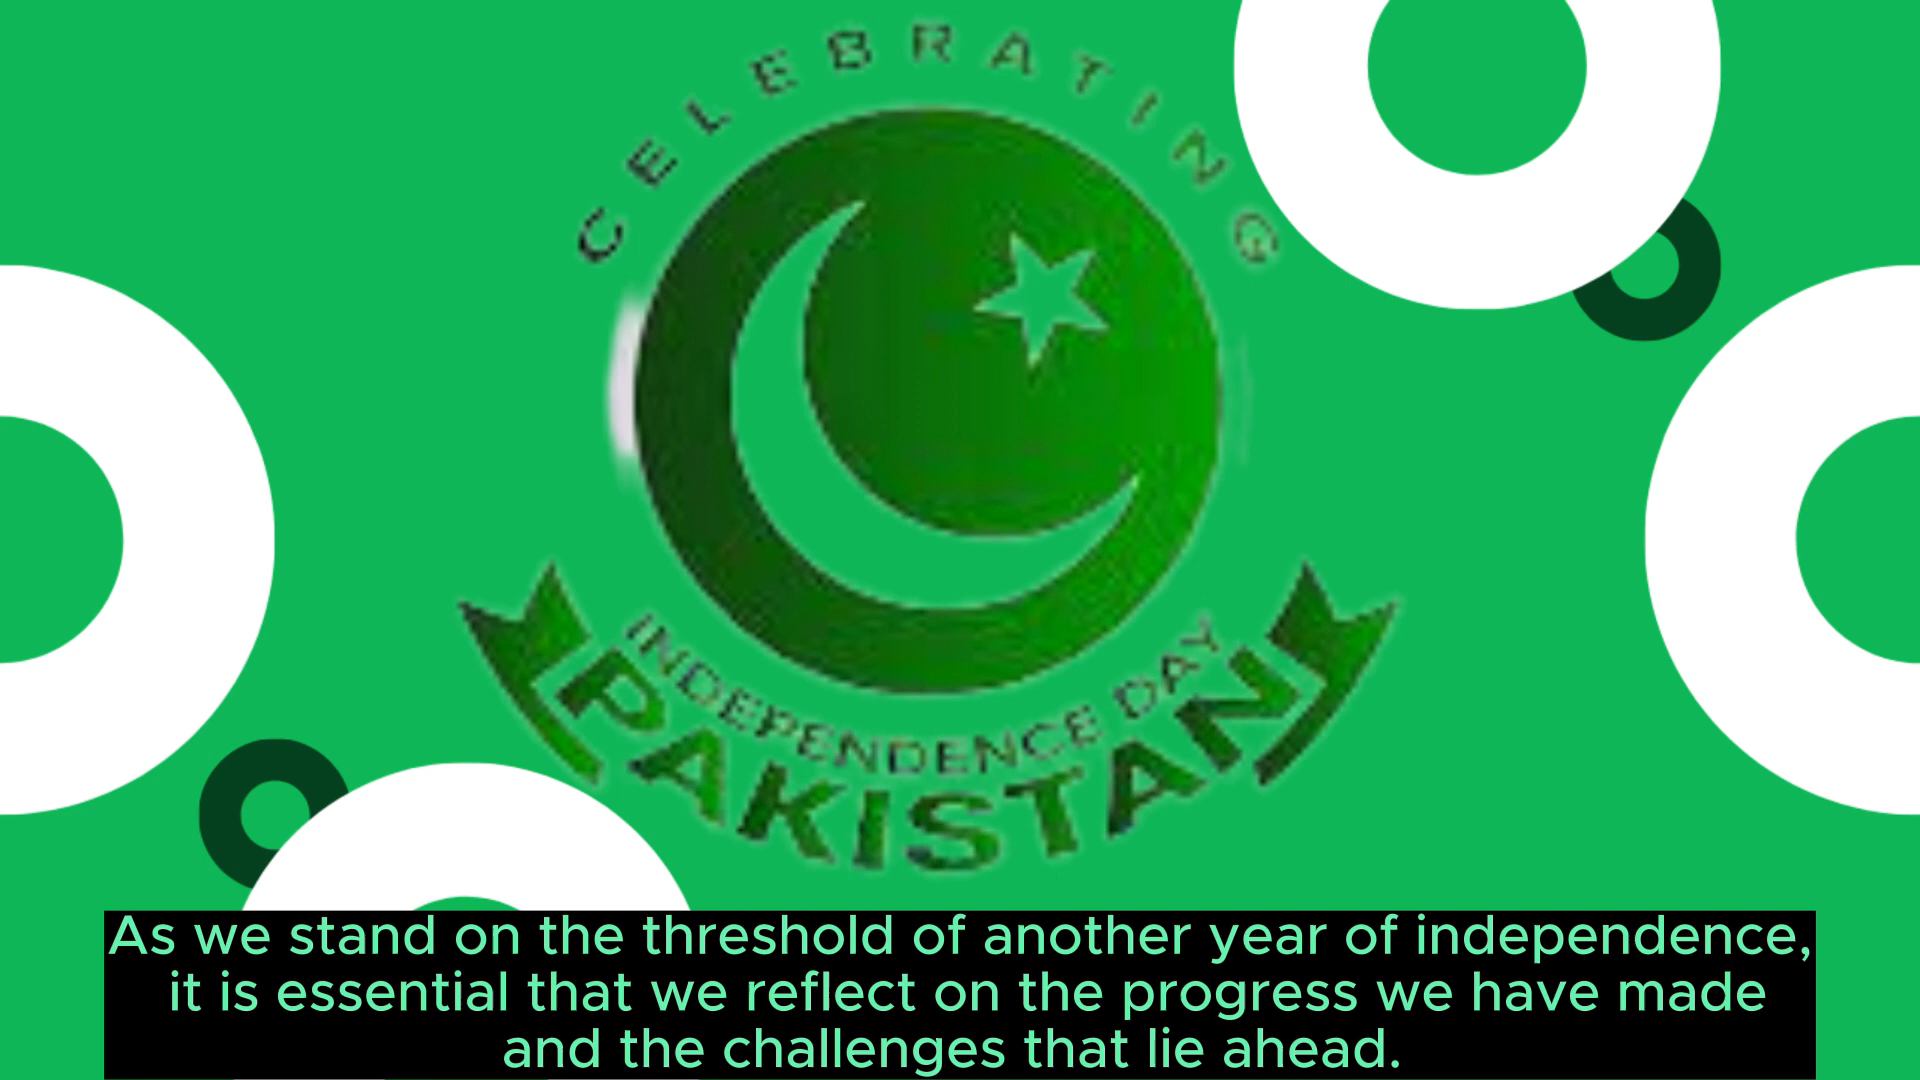 CELEBRATING
INDEPENDENCE DAY
PAKISTAN
As we stand on the threshold of another year of independence,
it is essential that we reflect on the progress we have made
and the challenges that lie ahead.